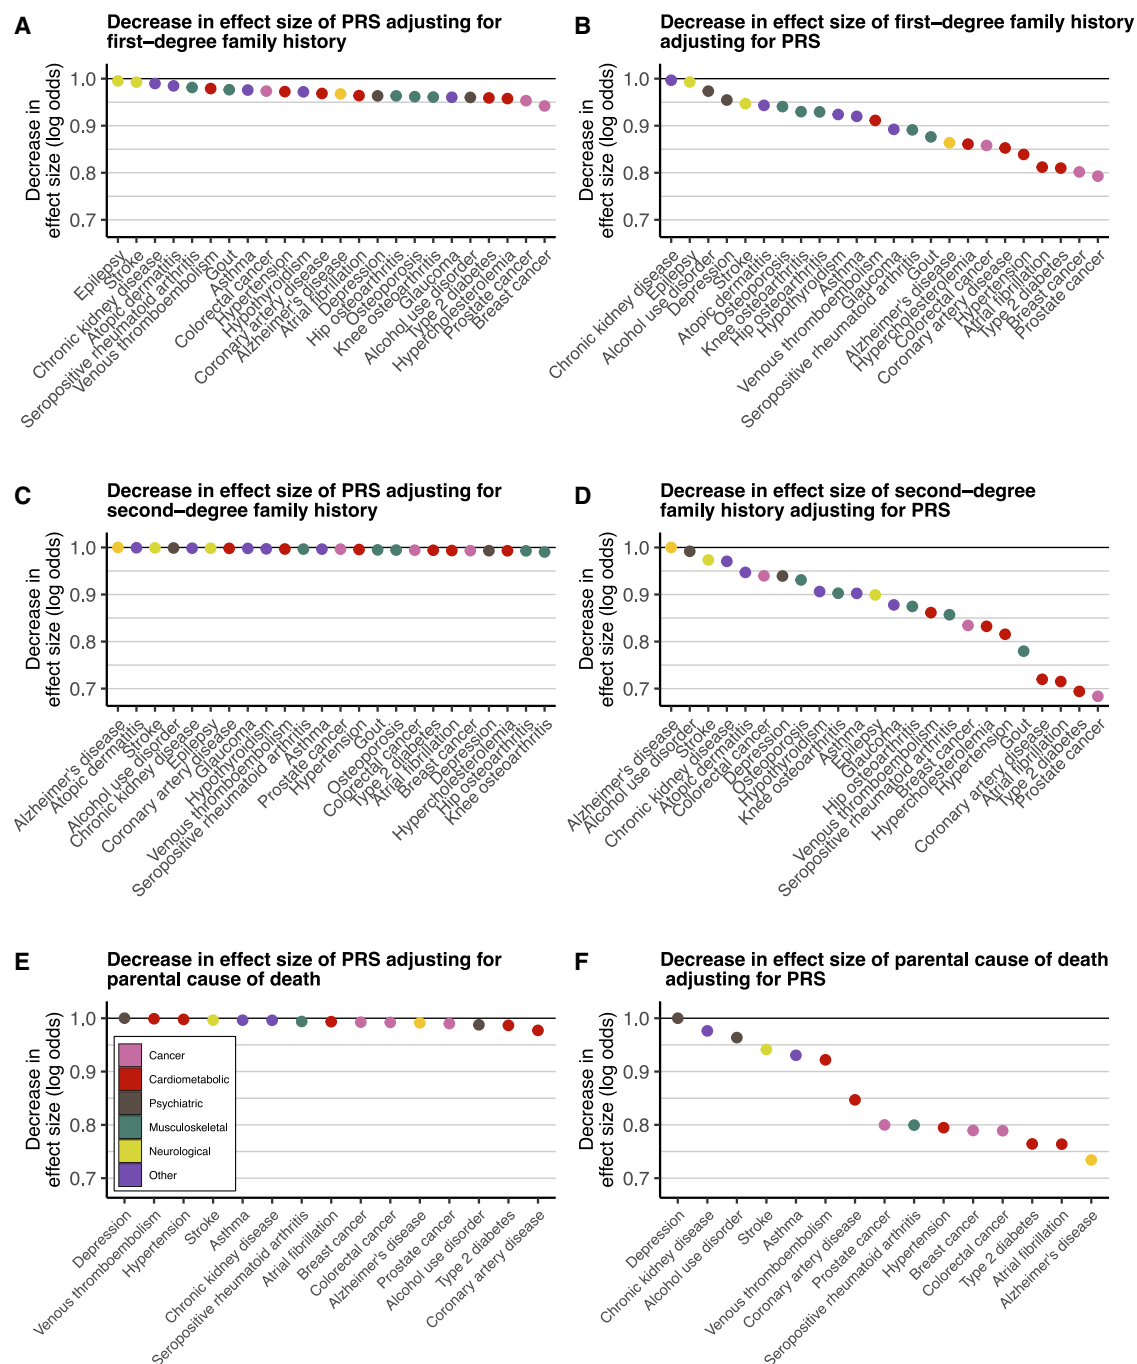 A
Decrease in effect size of PRS adjusting for
first–degree family history
Decrease in
effect size (log odds)
1.0
0.9
0.8
0.7
Epilepsy
Stroke
Chronic kidney disease
Atopic dermatitis
Seropositive rheumatoid arthritis
Venous thromboembolism
Gout
Asthma
Colorectal cancer
Hypertension
Hypothyroidism
Coronary artery disease
Alzheimer's disease
Atrial fibrillation
Depression
Hip osteoarthritis
Osteoporosis
Knee osteoarthritis
Glaucoma
Alcohol use disorder
Type 2 diabetes
Hypercholesterolemia
Prostate cancer
Breast cancer
B
Decrease in effect size of first–degree family history
adjusting for PRS
Decrease in
effect size (log odds)
1.0
0.9
0.8
0.7
Chronic kidney disease
Epilepsy
Alcohol use disorder
Depression
Stroke
Atopic dermatitis
Osteoporosis
Knee osteoarthritis
Hip osteoarthritis
Hypothyroidism
Asthma
Venous thromboembolism
Glaucoma
Seropositive rheumatoid arthritis
Gout
Alzheimer's disease
Hypercholesterolemia
Colorectal cancer
Coronary artery disease
Hypertension
Atrial fibrillation
Type 2 diabetes
Breast cancer
Prostate cancer
C
Decrease in effect size of PRS adjusting for
second–degree family history
Decrease in
effect size (log odds)
1.0
0.9
0.8
0.7
Alzheimer's disease
Atopic dermatitis
Stroke
Alcohol use disorder
Chronic kidney disease
Epilepsy
Coronary artery disease
Glaucoma
Hypothyroidism
Venous thromboembolism
Seropositive rheumatoid arthritis
Asthma
Prostate cancer
Hypertension
Gout
Osteoporosis
Colorectal cancer
Type 2 diabetes
Atrial fibrillation
Breast cancer
Depression
Hypercholesterolemia
Hip osteoarthritis
Knee osteoarthritis
D
Decrease in effect size of second–degree
family history adjusting for PRS
Decrease in
effect size (log odds)
1.0
0.9
0.8
0.7
Alzheimer's disease
Alcohol use disorder
Stroke
Chronic kidney disease
Atopic dermatitis
Colorectal cancer
Depression
Osteoporosis
Hypothyroidism
Knee osteoarthritis
Asthma
Epilepsy
Glaucoma
Hip osteoarthritis
Venous thromboembolism
Seropositive rheumatoid arthritis
Breast cancer
Hypercholesterolemia
Hypertension
Gout
Coronary artery disease
Atrial fibrillation
Type 2 diabetes
Prostate cancer
E
Decrease in effect size of PRS adjusting for
parental cause of death
Decrease in
effect size (log odds)
1.0
0.9
0.8
0.7
Cancer
Cardiometabolic
Psychiatric
Musculoskeletal
Neurological
Other
Depression
Venous thromboembolism
Hypertension
Stroke
Asthma
Chronic kidney disease
Seropositive rheumatoid arthritis
Atrial fibrillation
Breast cancer
Colorectal cancer
Alzheimer's disease
Prostate cancer
Alcohol use disorder
Type 2 diabetes
Coronary artery disease
F
Decrease in effect size of parental cause of death
adjusting for PRS
Decrease in
effect size (log odds)
1.0
0.9
0.8
0.7
Depression
Chronic kidney disease
Alcohol use disorder
Stroke
Asthma
Venous thromboembolism
Coronary artery disease
Prostate cancer
Seropositive rheumatoid arthritis
Hypertension
Breast cancer
Colorectal cancer
Type 2 diabetes
Atrial fibrillation
Alzheimer's disease